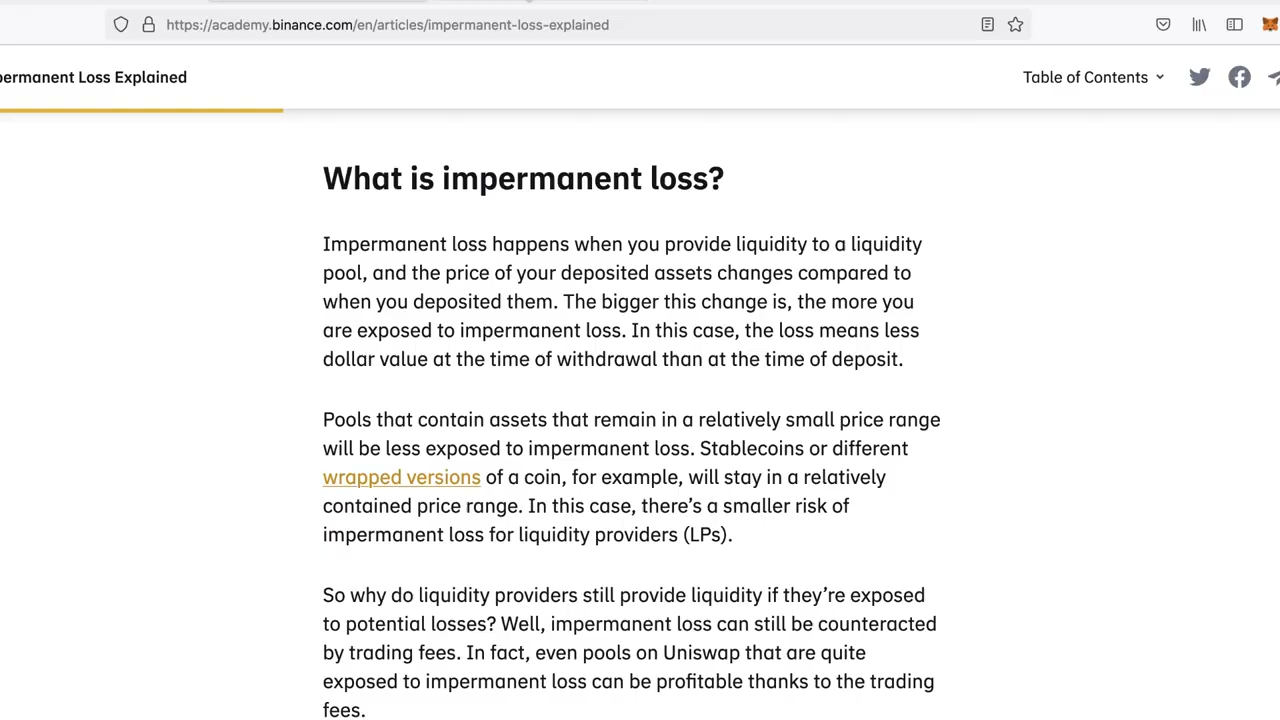 https://academy.binance.com/en/articles/impermanent-loss-explained
permanent Loss Explained
Table of Contents
What is impermanent loss?
Impermanent loss happens when you provide liquidity to a liquidity
pool, and the price of your deposited assets changes compared to
when you deposited them. The bigger this change is, the more you
are exposed to impermanent loss. In this case, the loss means less
dollar value at the time of withdrawal than at the time of deposit.
Pools that contain assets that remain in a relatively small price range
will be less exposed to impermanent loss. Stablecoins or different
wrapped versions of a coin, for example, will stay in a relatively
contained price range. In this case, there’s a smaller risk of
impermanent loss for liquidity providers (LPs).
So why do liquidity providers still provide liquidity if they’re exposed
to potential losses? Well, impermanent loss can still be counteracted
by trading fees. In fact, even pools on Uniswap that are quite
exposed to impermanent loss can be profitable thanks to the trading
fees.